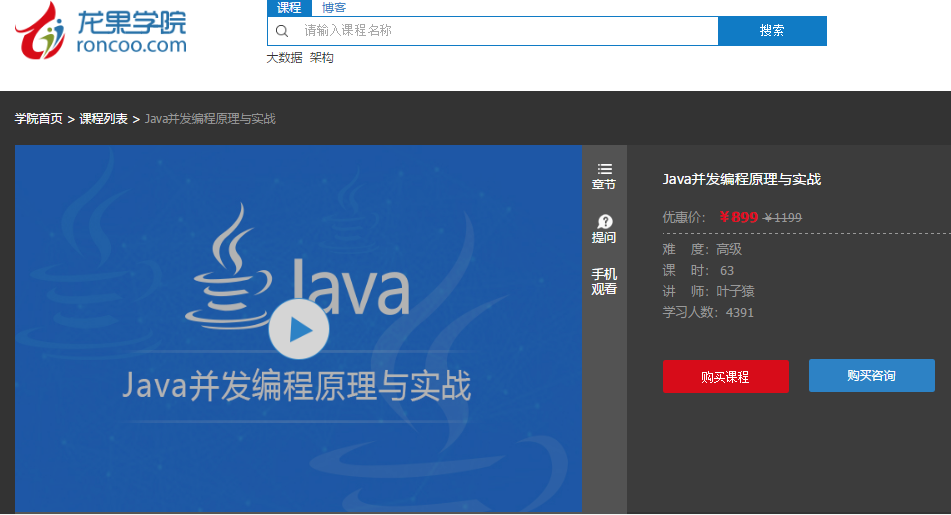 龙果学院
roncoo.com
课程 博客
请输入课程名称
搜索
大数据 架构
学院首页 > 课程列表 > Java并发编程原理与实战
Java
Java并发编程原理与实战
章节
提问
手机
观看
Java并发编程原理与实战
优惠价: ￥899 ￥1199
难 度: 高级
课 时: 63
讲 师: 叶子猿
学习人数: 4391
购买课程 购买咨询